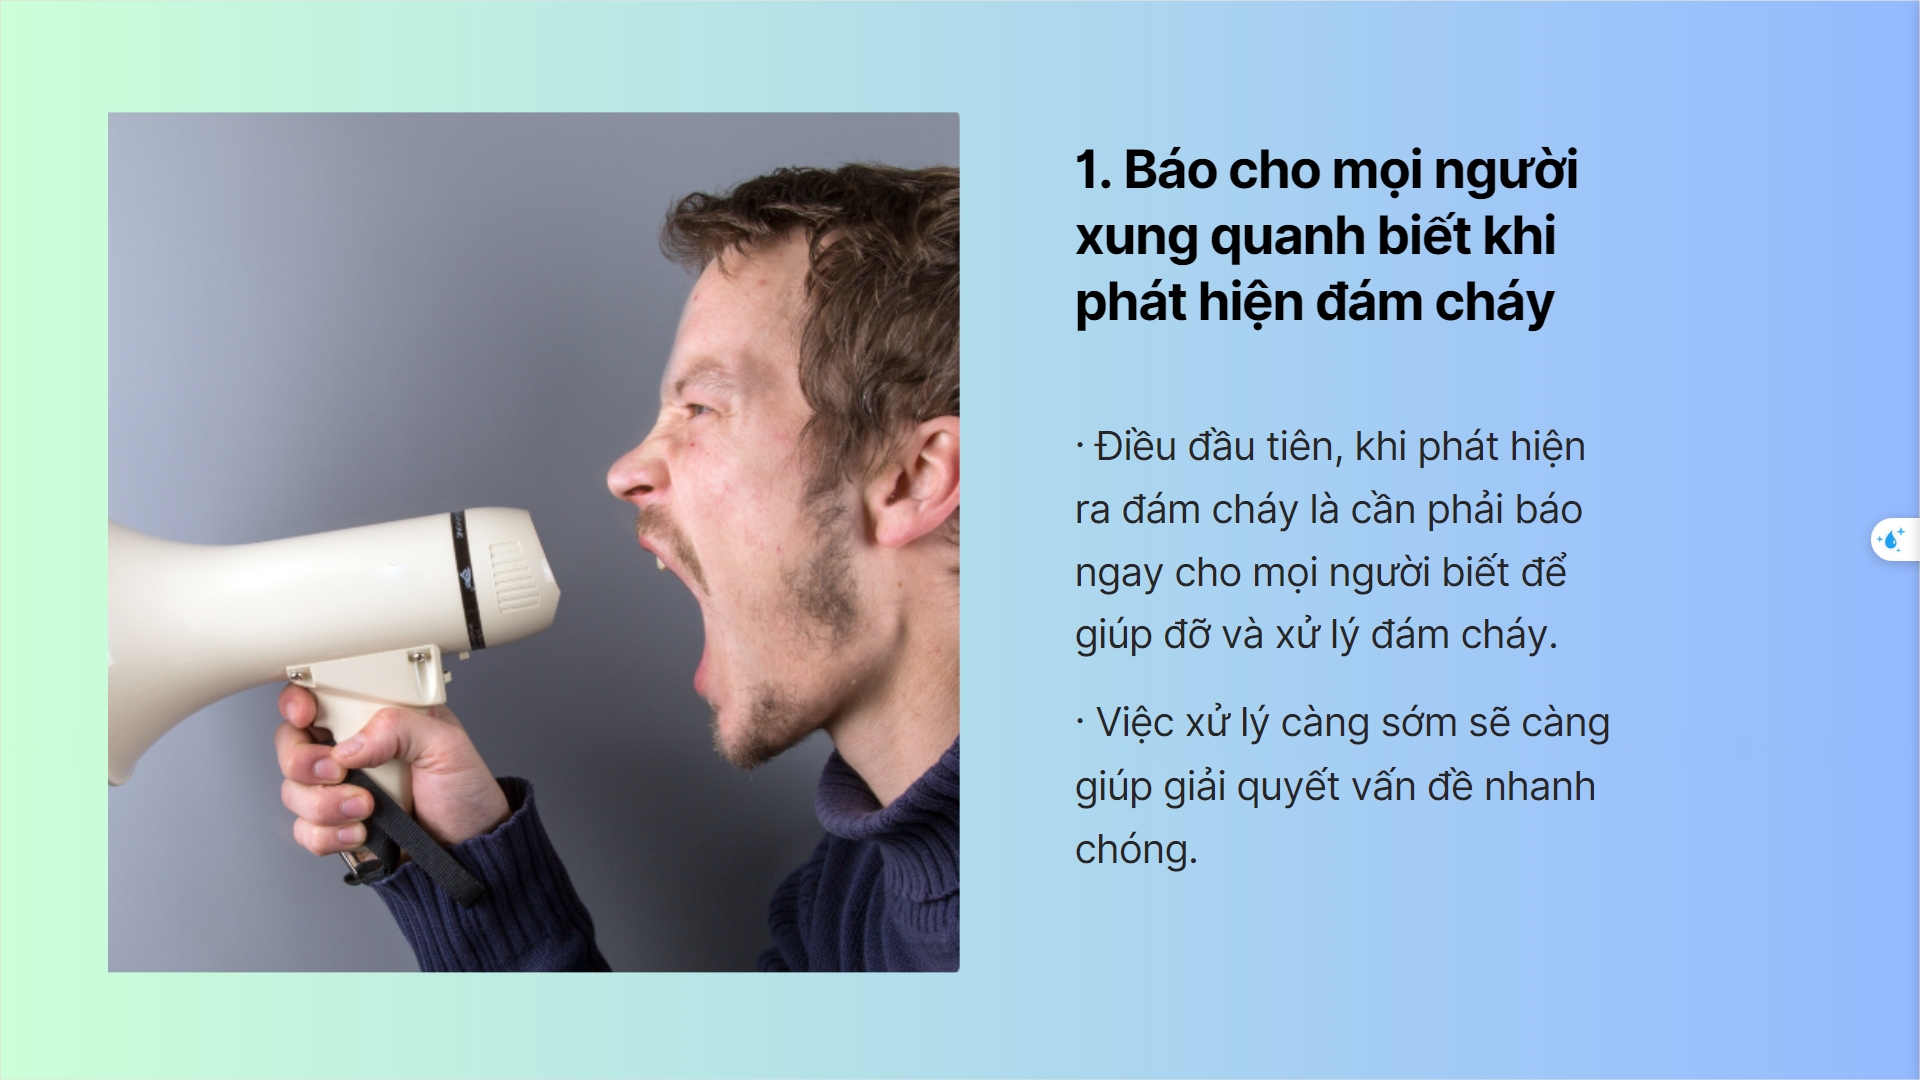 1. Báo cho mọi người
xung quanh biết khi
phát hiện đám cháy
· Điều đầu tiên, khi phát hiện
ra đám cháy là cần phải báo
ngay cho mọi người biết để
giúp đỡ và xử lý đám cháy.
· Việc xử lý càng sớm sẽ càng
giúp giải quyết vấn đề nhanh
chóng.